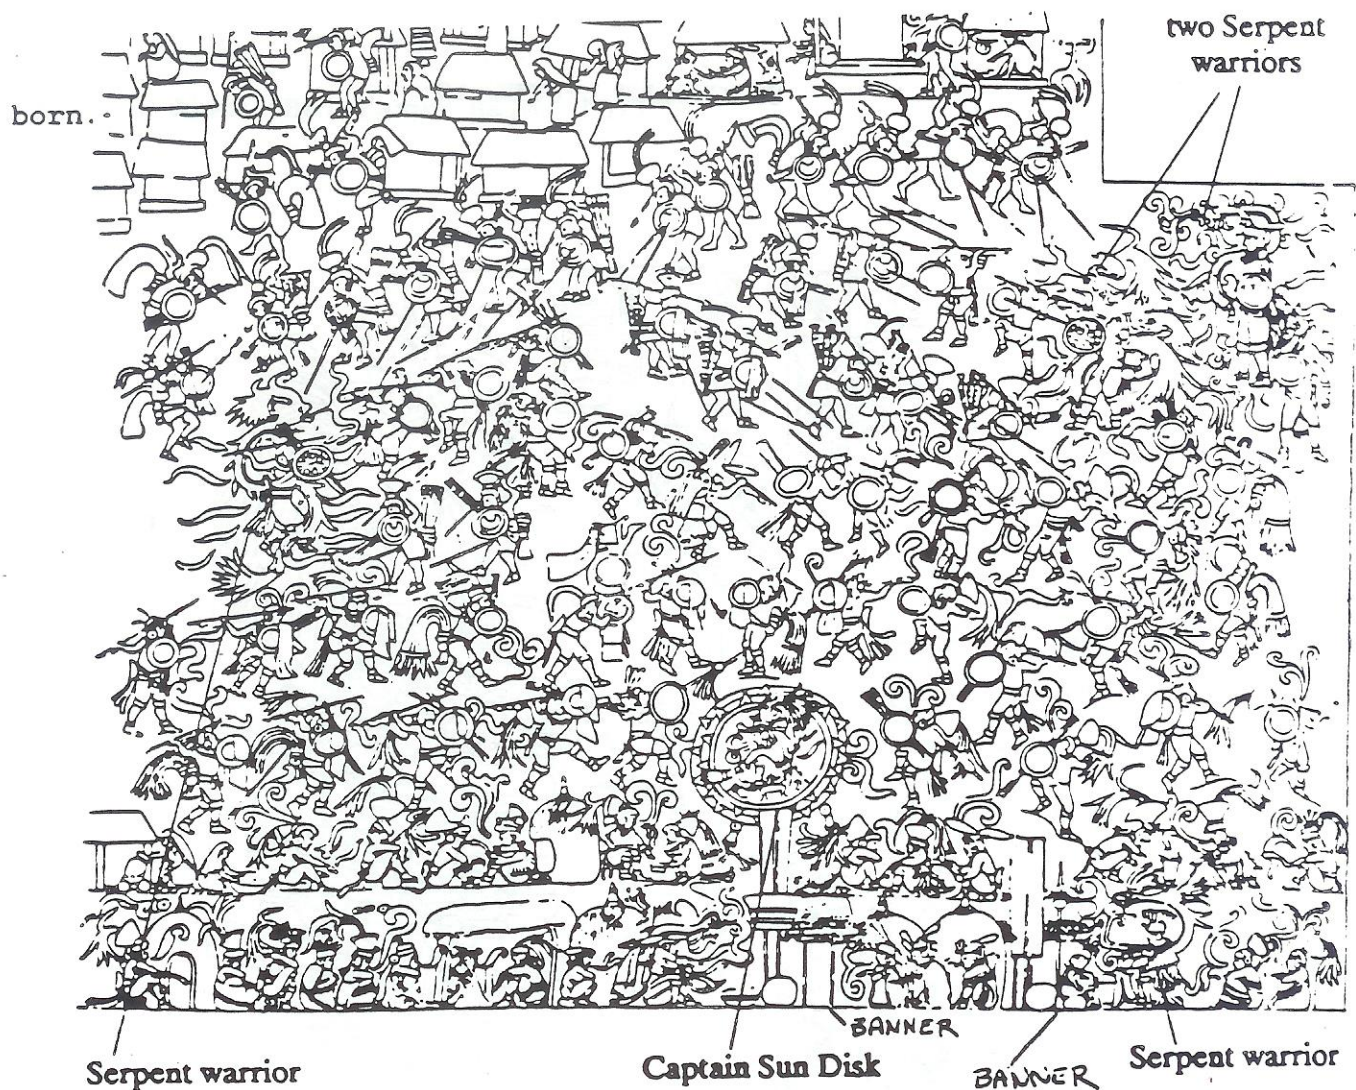 two Serpent
warriors
born.
BANNER
Serpent warrior
Captain Sun Disk
BANNER
Serpent warrior